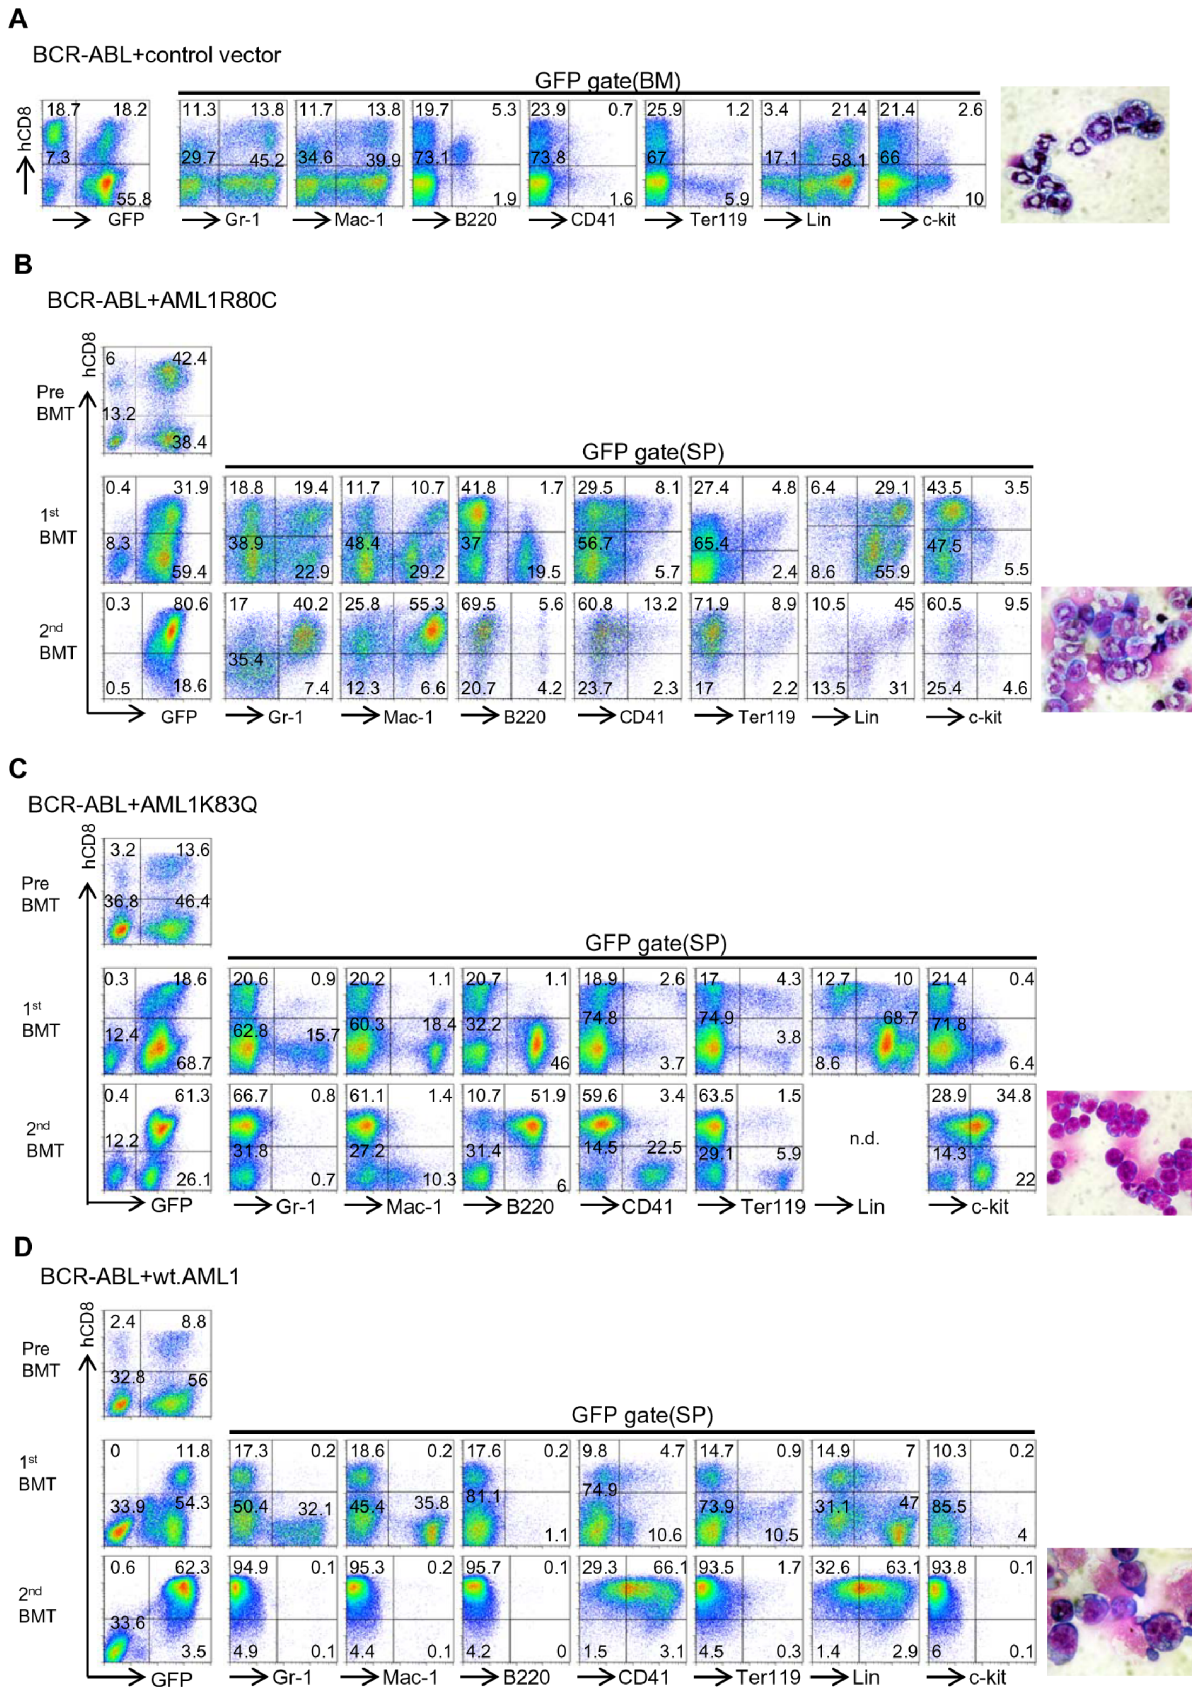 A
BCR-ABL+control vector
GFP gate(BM)
hCD8
18.7 18.2 11.3 13.8 11.7 13.8 19.7 5.3 23.9 0.7 25.9 1.2 3.4 21.4 21.4 2.6
7.3 29.7 45.2 34.6 39.9 73.1 73.8 67 17.1 58.1 66
55.8 1.9 1.6 5.9 10
GFP Gr-1 Mac-1 B220 CD41 Ter119 Lin c-kit
B
BCR-ABL+AML1R80C
hCD8
Pre
BMT
6 42.4
13.2
38.4
GFP gate(SP)
1st
BMT
0.4 31.9 18.8 19.4 11.7 10.7 41.8 1.7 29.5 8.1 27.4 4.8 6.4 29.1 43.5 3.5
8.3 38.9 48.4 37 56.7 65.4 47.5
59.4 22.9 29.2 19.5 5.7 2.4 8.6 55.9 5.5
2nd
BMT
0.3 80.6 17 40.2 25.8 55.3 69.5 5.6 60.8 13.2 71.9 8.9 10.5 45 60.5 9.5
35.4
0.5 18.6 7.4 12.3 6.6 20.7 4.2 23.7 2.3 17 2.2 13.5 31 25.4 4.6
GFP Gr-1 Mac-1 B220 CD41 Ter119 Lin c-kit
C
BCR-ABL+AML1K83Q
hCD8
Pre
BMT
3.2 13.6
36.8 46.4
GFP gate(SP)
1st
BMT
0.3 18.6 20.6 0.9 20.2 1.1 20.7 1.1 18.9 2.6 17 4.3 12.7 10 21.4 0.4
12.4 62.8 15.7 60.3 18.4 32.2 74.8 74.9 3.8 68.7 71.8
68.7 46 3.7 8.6 6.4
2nd
BMT
0.4 61.3 66.7 0.8 61.1 1.4 10.7 51.9 59.6 3.4 63.5 1.5 28.9 34.8
12.2 31.8 27.2 31.4 14.5 22.5 29.1 5.9 n.d. 14.3
26.1 0.7 10.3 6 22
GFP Gr-1 Mac-1 B220 CD41 Ter119 Lin c-kit
D
BCR-ABL+wt.AML1
hCD8
Pre
BMT
2.4 8.8
32.8 56
GFP gate(SP)
1st
BMT
0 11.8 17.3 0.2 18.6 0.2 17.6 0.2 9.8 4.7 14.7 0.9 14.9 7 10.3 0.2
33.9 54.3 50.4 32.1 45.4 35.8 81.1 74.9 73.9 31.1 47 85.5
1.1 10.6 10.5 4
2nd
BMT
0.6 62.3 94.9 0.1 95.3 0.2 95.7 0.1 29.3 66.1 93.5 1.7 32.6 63.1 93.8 0.1
33.6
3.5 4.9 0.1 4.4 0.1 4.2 0 1.5 3.1 4.5 0.3 1.4 2.9 6 0.1
GFP Gr-1 Mac-1 B220 CD41 Ter119 Lin c-kit